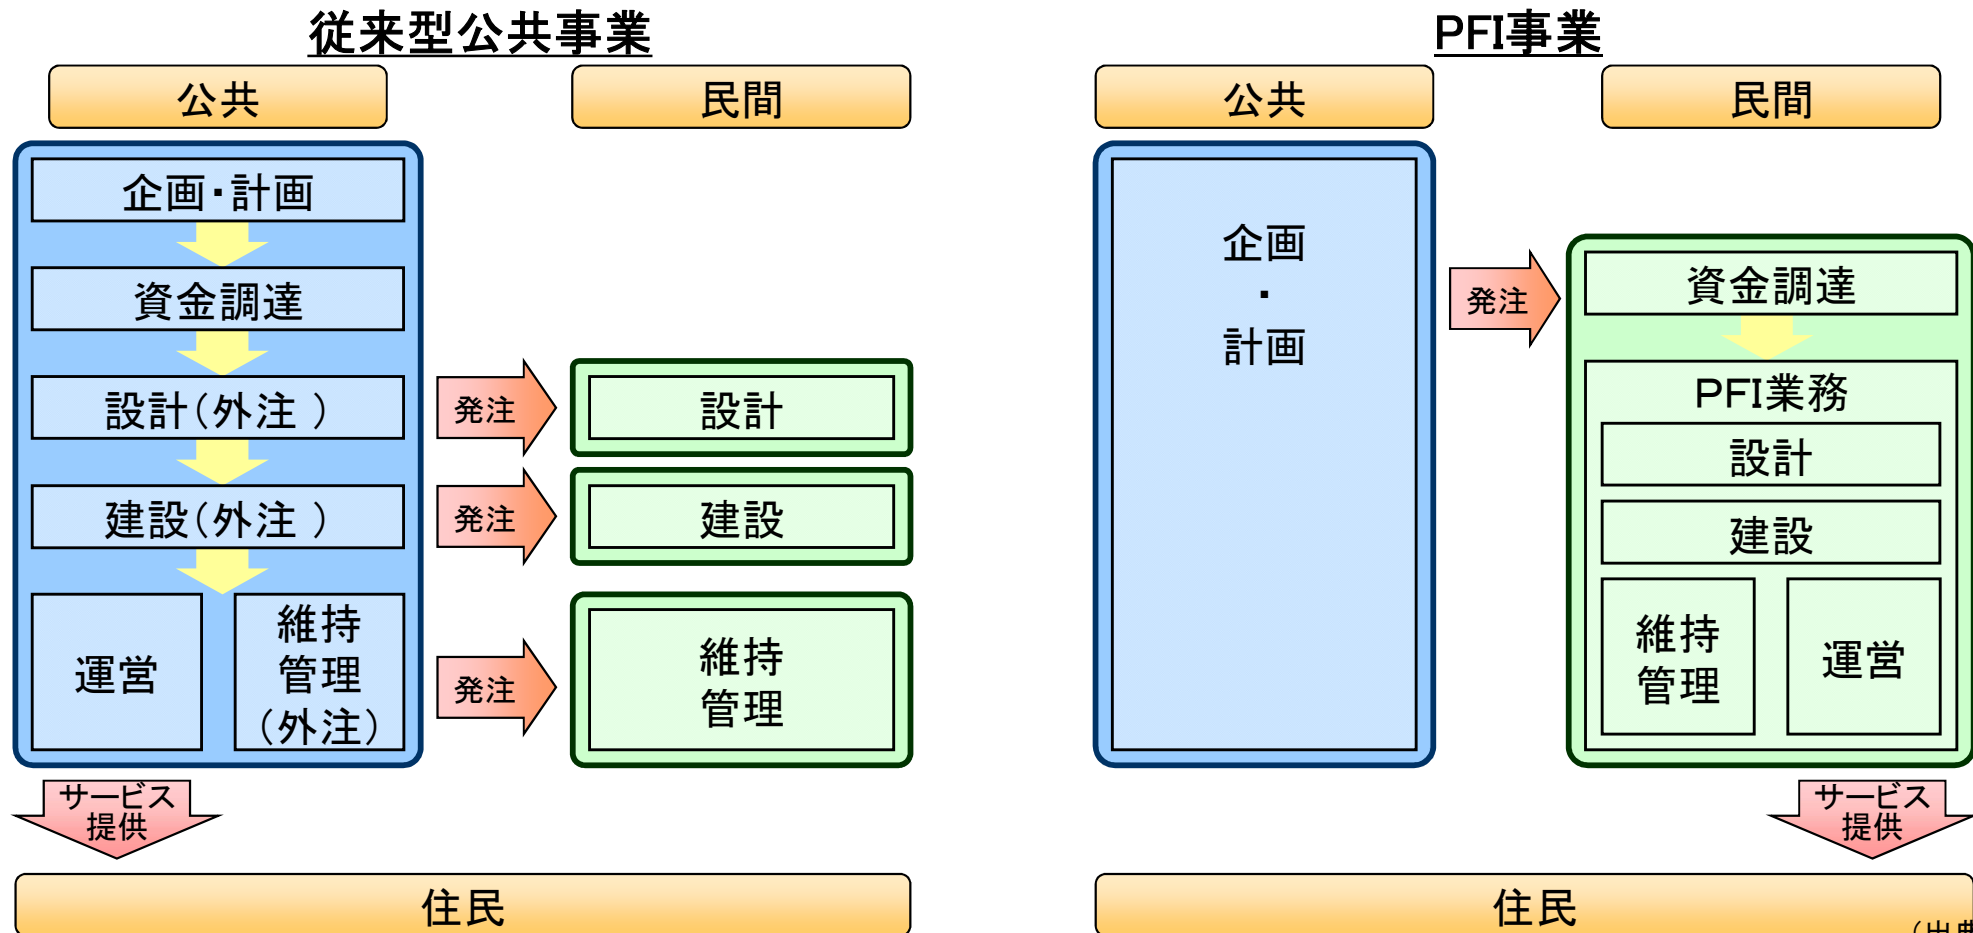 従来型公共事業
公共
民間
企画・計画
資金調達
設計(外注 )
発注
設計
建設(外注 )
発注
建設
運営
維持
管理
(外注)
発注
維持
管理
サービス
提供
住民
PFI事業
公共
民間
企画
・
計画
発注
資金調達
PFI業務
設計
建設
維持
管理
運営
サービス
提供
住民
(出典